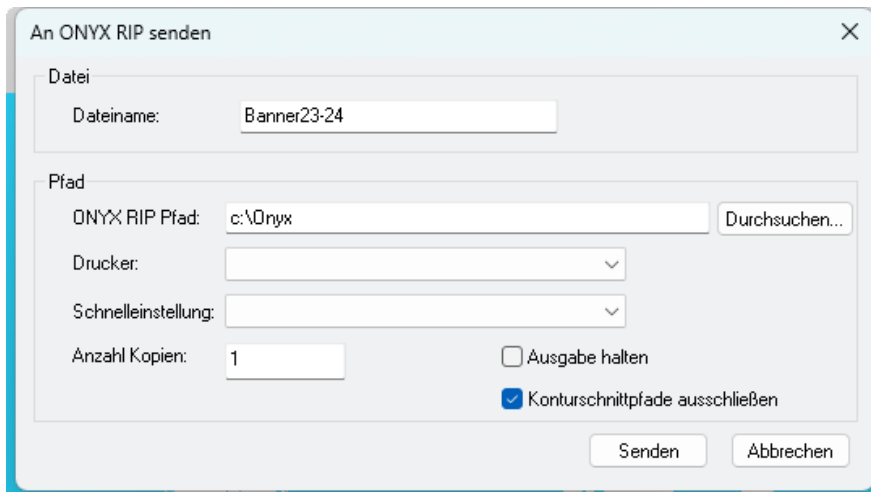 An ONYX RIP senden
Datei
Dateiname: Banner23-24
Pfad
ONYX RIP Pfad: c:\Onyx Durchsuchen...
Drucker:
Schnelleinstellung:
Anzahl Kopien: 1 Ausgabe halten
Konturschnittpfade ausschließen
Senden Abbrechen